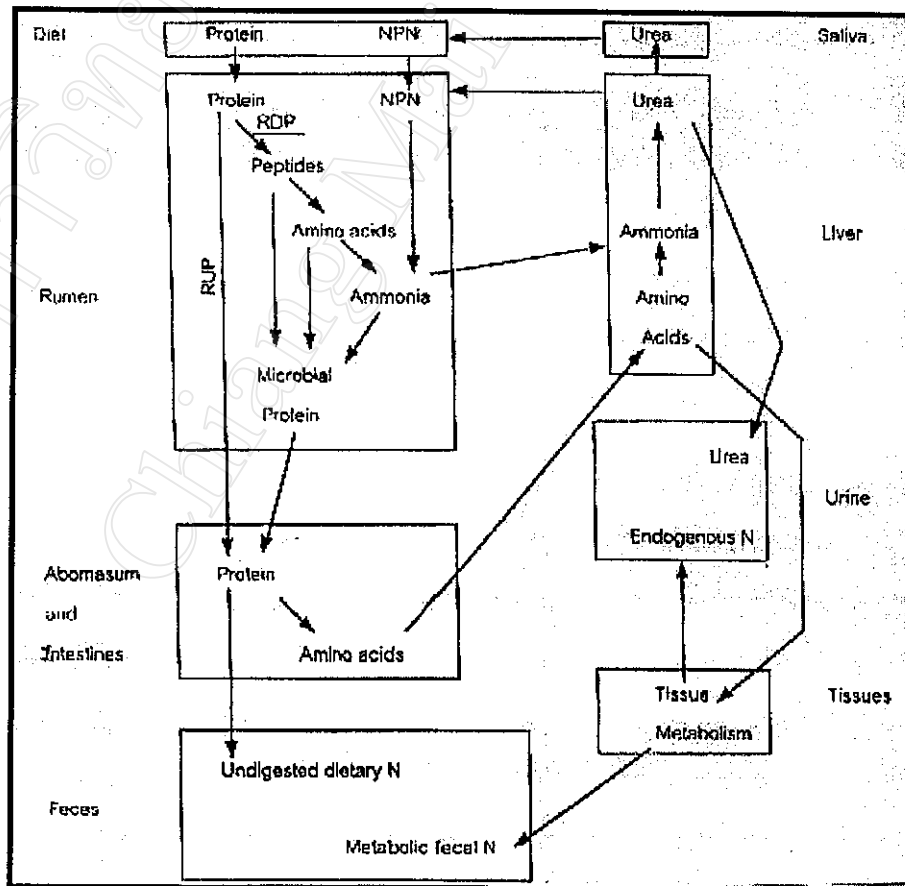 Diet Protein NPN Urea Saliva
Protein NPN Urea
RDP
Peptides
Amino acids Ammonia Liver
RUP
Rumen Ammonia Amino
Acids
Microbial
Protein
Urea
Urine
Endogenous N
Abomasum Protein
and
Intestines Amino acids
Tissue Tissues
Metabolism
Undigested dietary N
Feces
Metabolic fecal N
Chiang Mai